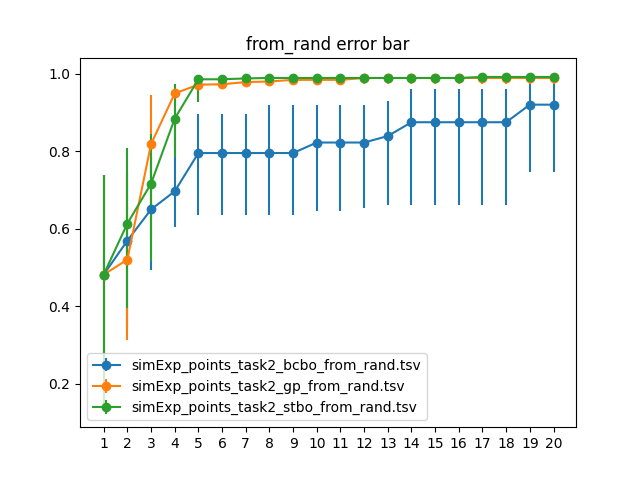 from_rand error bar
1.0
0.8
0.6
0.4
0.2
simExp_points_task2_bcbo_from_rand.tsv
simExp_points_task2_gp_from_rand.tsv
simExp_points_task2_stbo_from_rand.tsv
1 2 3 4 5 6 7 8 9 10 11 12 13 14 15 16 17 18 19 20